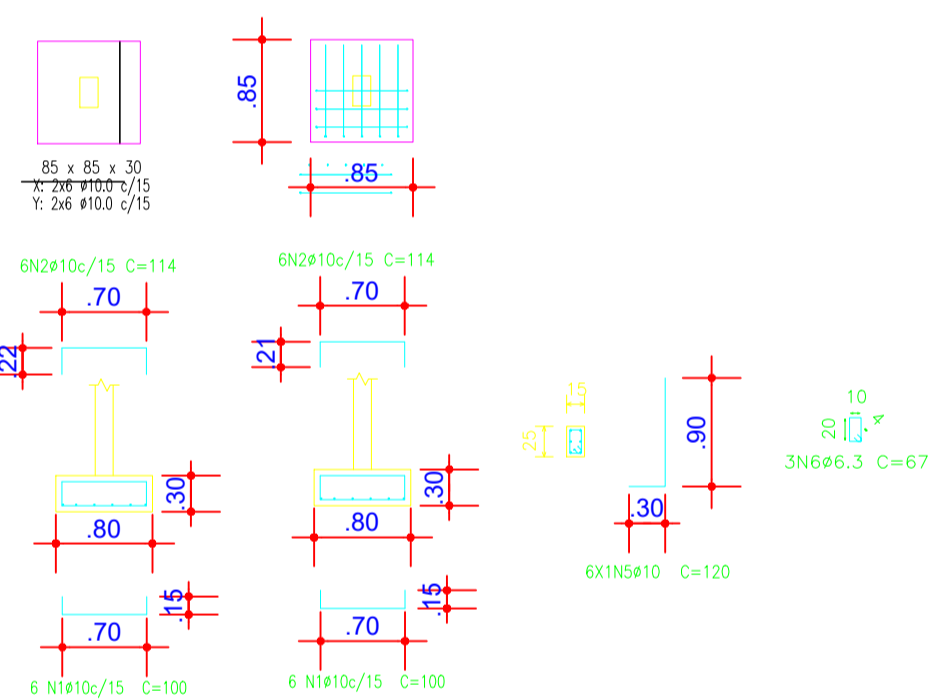 .85
.85
85 x 85 x 30
X: 2x6 ø10.0 c/15
Y: 2x6 ø10.0 c/15
6N2ø10c/15 C=114
6N2ø10c/15 C=114
.70
.70
.22
.21
15
25
.90
10
20
4
3N6ø6.3 C=67
.30
.30
.80
.80
.30
6X1N5ø10 C=120
.15
.15
.70
.70
6 N1ø10c/15 C=100
6 N1ø10c/15 C=100